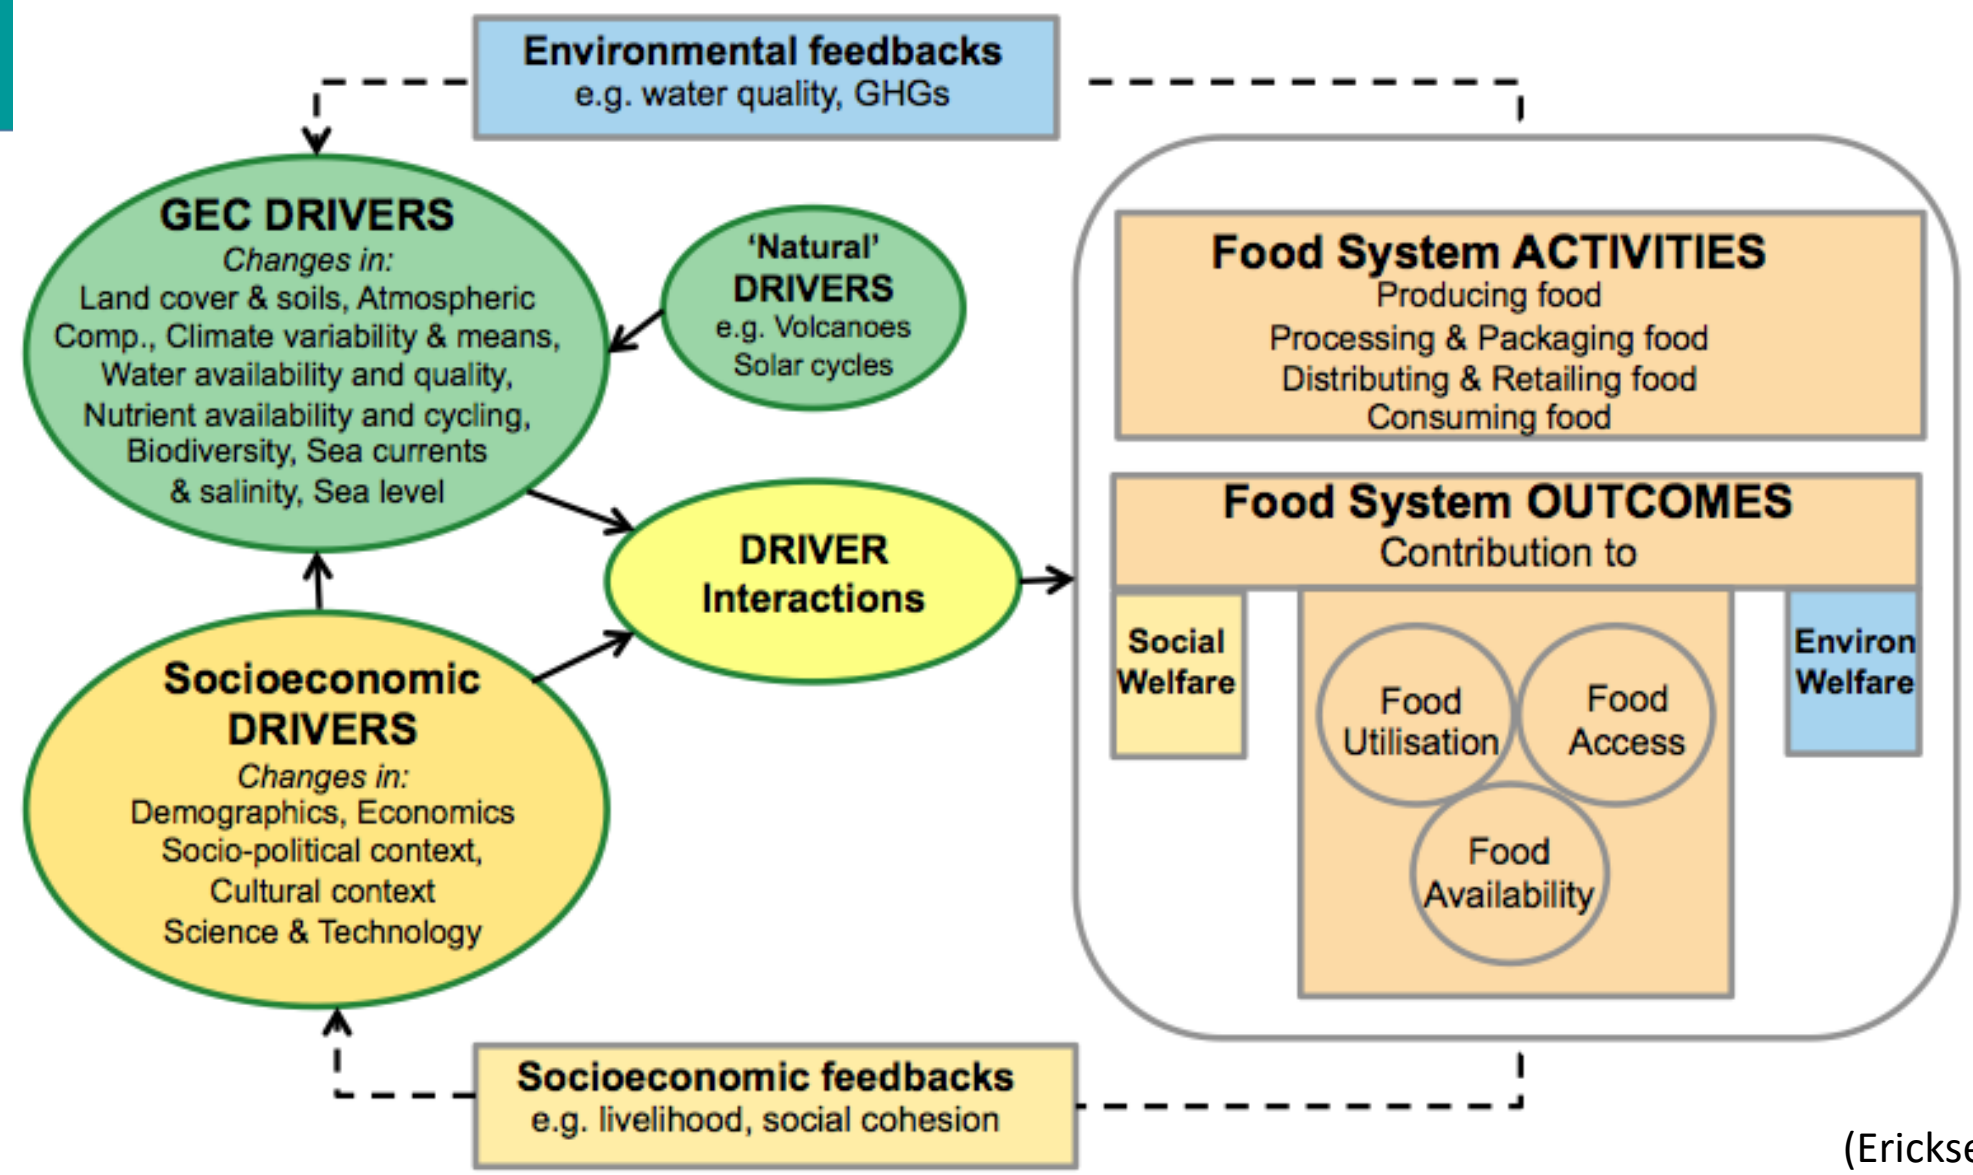 Environmental feedbacks
e.g. water quality, GHGs
GEC DRIVERS
Changes in:
Land cover & soils, Atmospheric
Comp., Climate variability & means,
Water availability and quality,
Nutrient availability and cycling,
Biodiversity, Sea currents
& salinity, Sea level
‘Natural’
DRIVERS
e.g. Volcanoes
Solar cycles
DRIVER
Interactions
Socioeconomic
DRIVERS
Changes in:
Demographics, Economics
Socio-political context,
Cultural context
Science & Technology
Socioeconomic feedbacks
e.g. livelihood, social cohesion
Food System ACTIVITIES
Producing food
Processing & Packaging food
Distributing & Retailing food
Consuming food
Food System OUTCOMES
Contribution to
Social
Welfare
Food
Utilisation
Food
Access
Food
Availability
Environ
Welfare